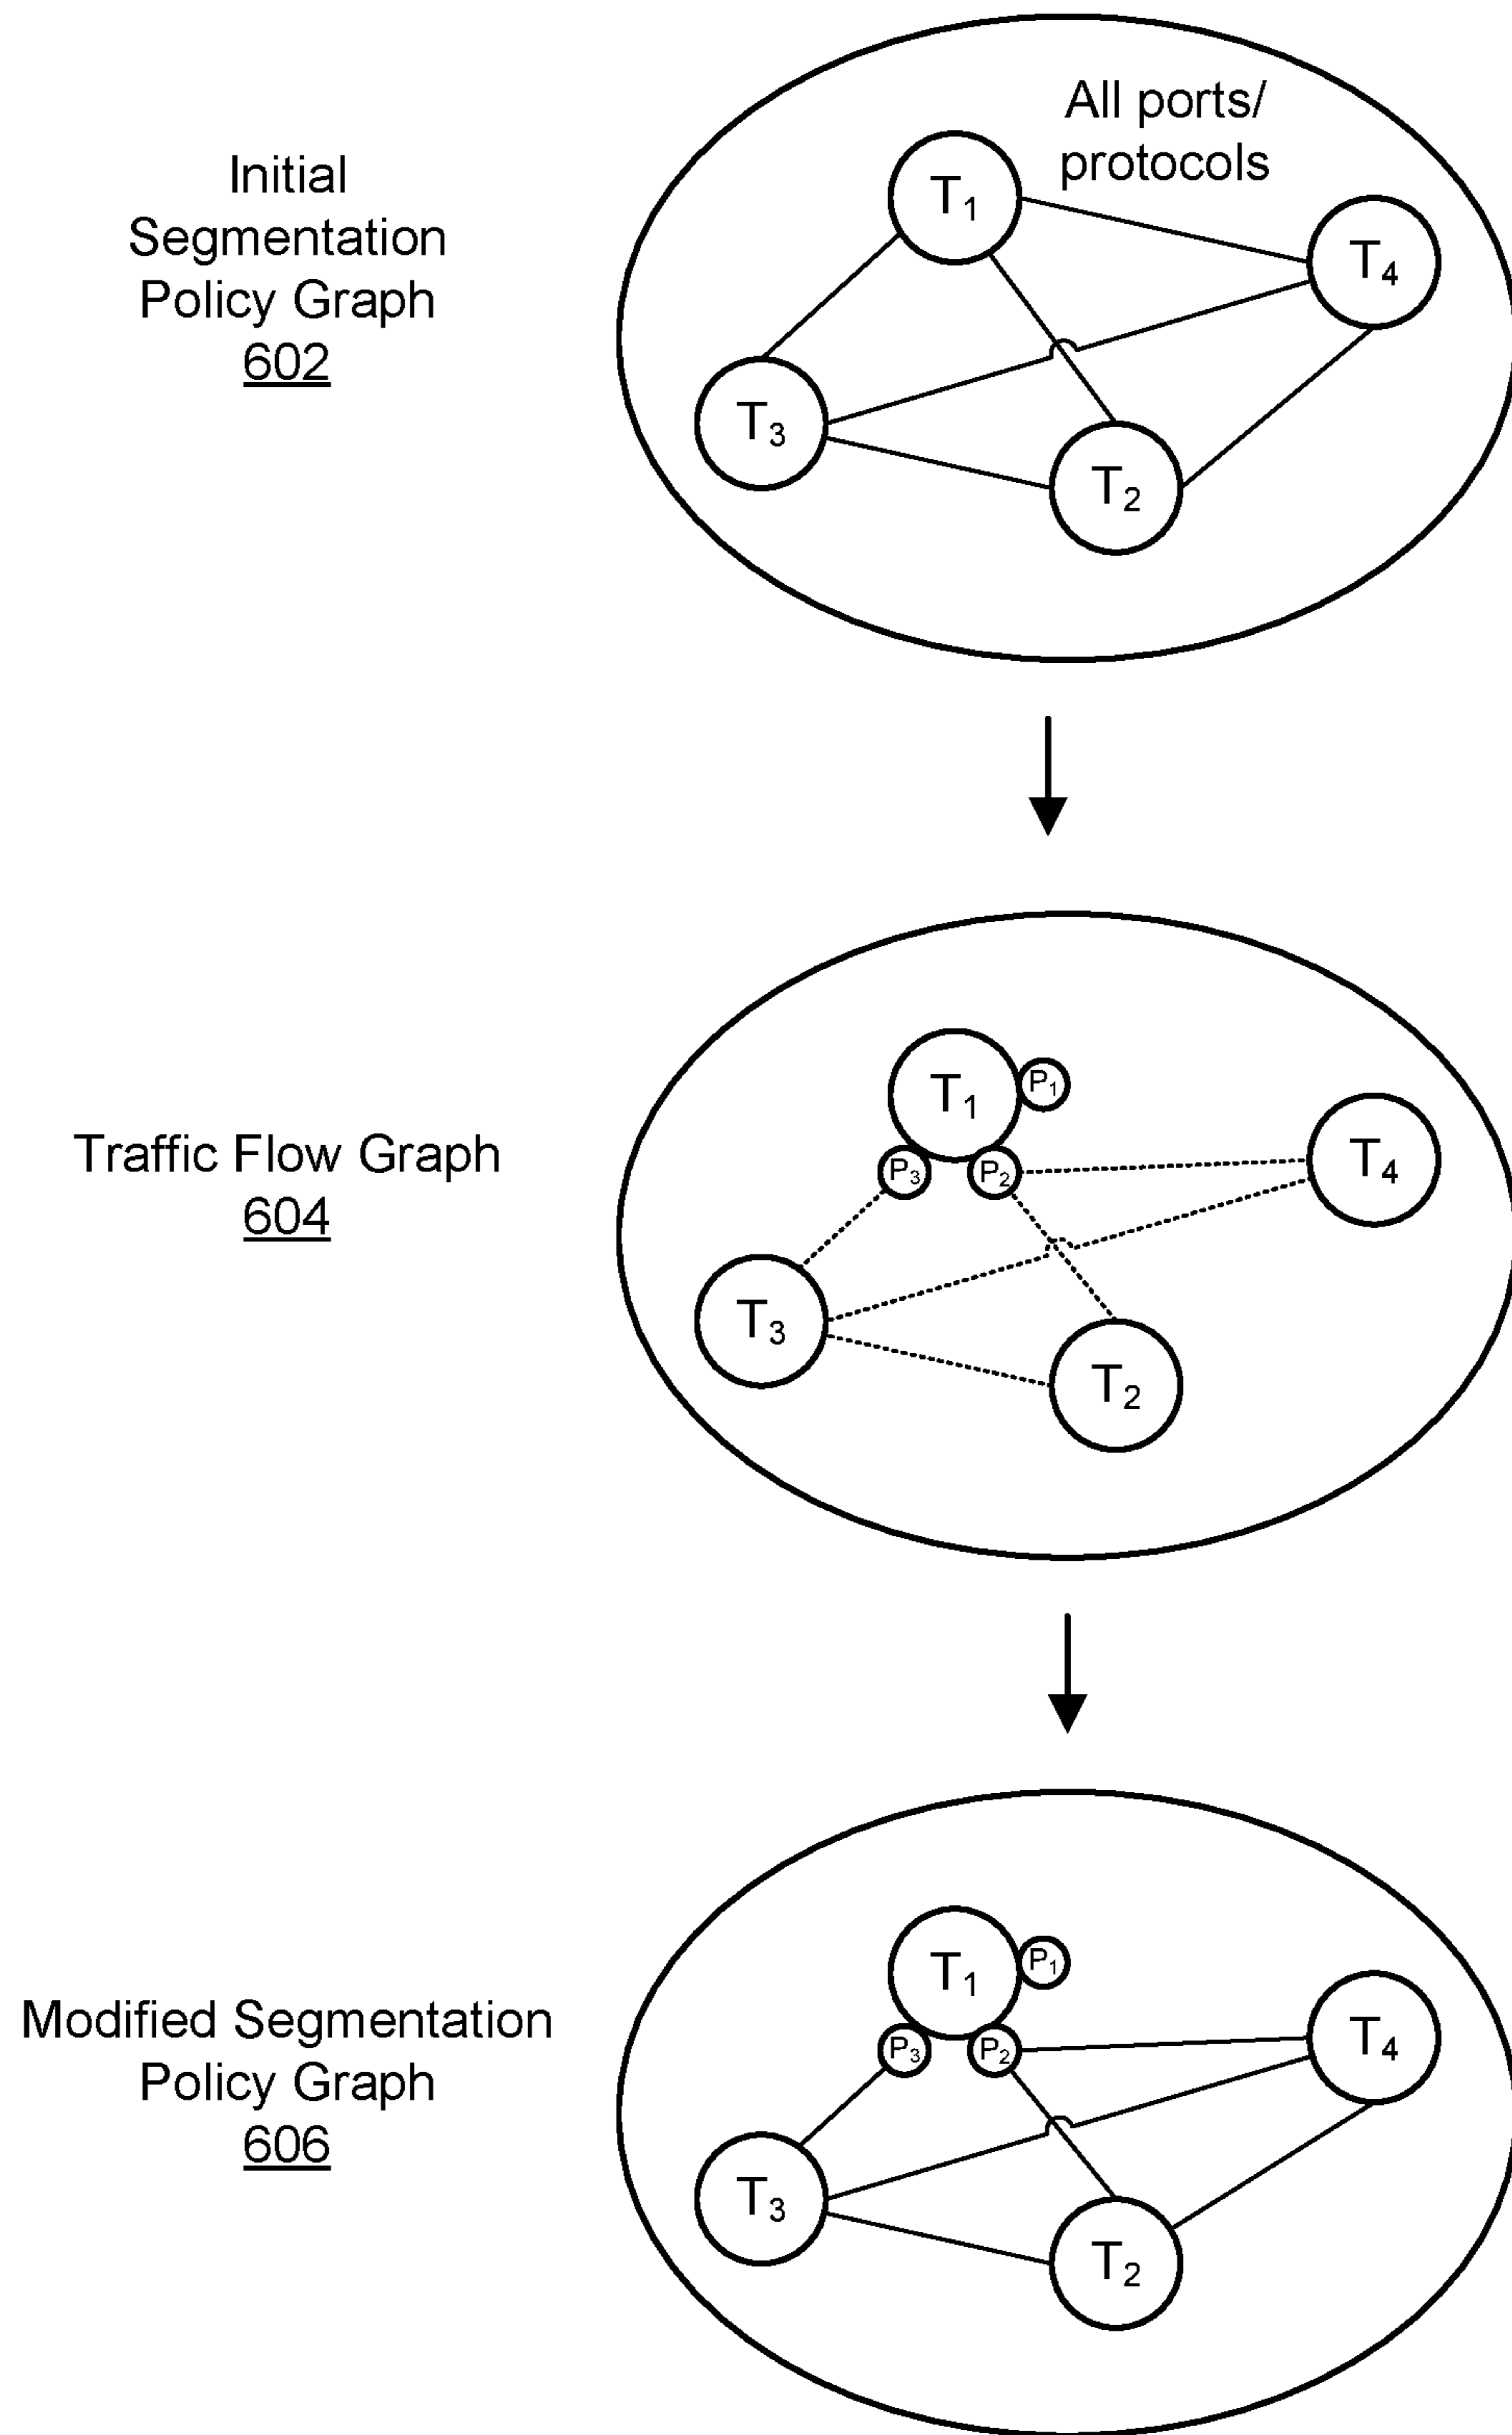 Initial
Segmentation
Policy Graph
602
All ports/
protocols
T₁
T₄
T₃
T₂
Traffic Flow Graph
604
T₁
P₁
P₃
P₂
T₄
T₃
T₂
Modified Segmentation
Policy Graph
606
T₁
P₁
P₃
P₂
T₄
T₃
T₂